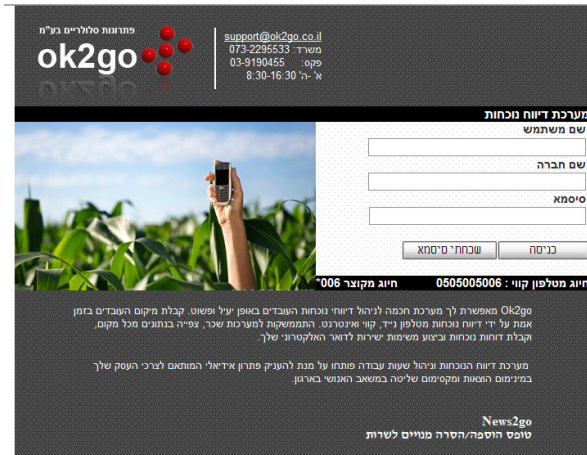 פתרונות סלולריים בע"מ
ok2go
support@ok2go.co.il
משרד: 073-2295533
פקס: 03-9190455
א' -ה' 8:30-16:30
מערכת דיווח נוכחות
שם משתמש
שם חברה
סיסמא
כניסה
שכחתי סיסמא
חיוג מטלפון קווי : 0505005006
חיוג מקוצר 006*
Ok2go מאפשרת לך מערכת חכמה לניהול דיווחי נוכחות העובדים באופן יעיל ופשוט. קבלת מיקום העובדים בזמן
אמת על ידי דיווח נוכחות מטלפון נייד, קווי ואינטרנט. התממשקות למערכות שכר, צפייה בנתונים מכל מקום,
וקבלת דוחות נוכחות וביצוע משימות ישירות לדואר האלקטרוני שלך.
מערכת דיווח הנוכחות וניהול שעות עבודה פותחו על מנת להעניק פתרון אידיאלי המותאם לצרכי העסק שלך
במינימום הוצאות ומקסימום שליטה במשאב האנושי בארגון.
News2go
טופס הוספה/הסרה מנויים לשרות